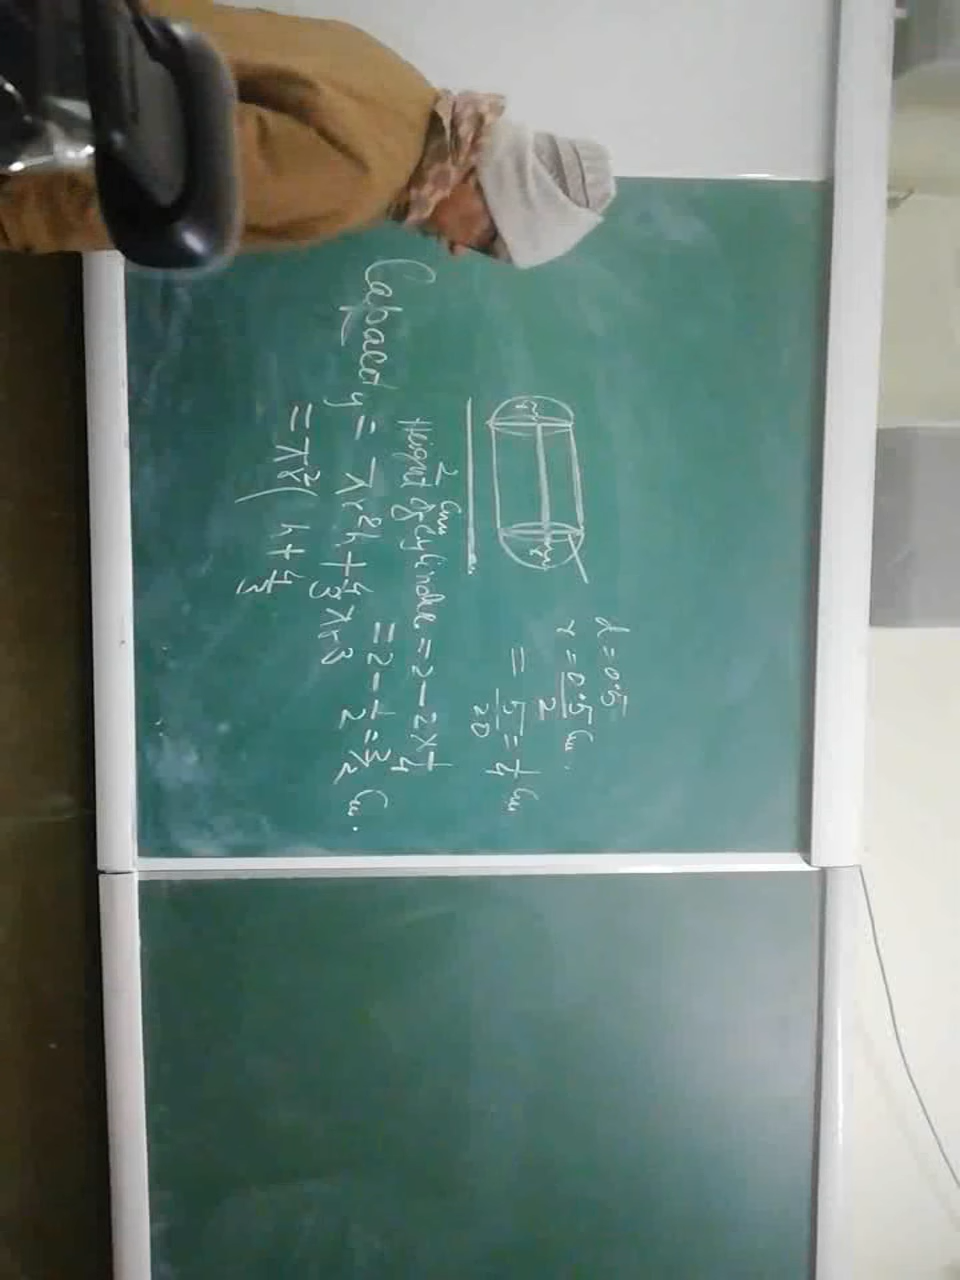 d = 0.5
r = 0.5/2 Cm.
= 5/20 = 1/4 Cm
r r
2 Cm
Height of Cylinder = 2 - 2×1/4
= 2 - 1/2 = 3/2 Cm.
Capacity = πr²h + 4/3 πr3
= πr²( h + 4/3